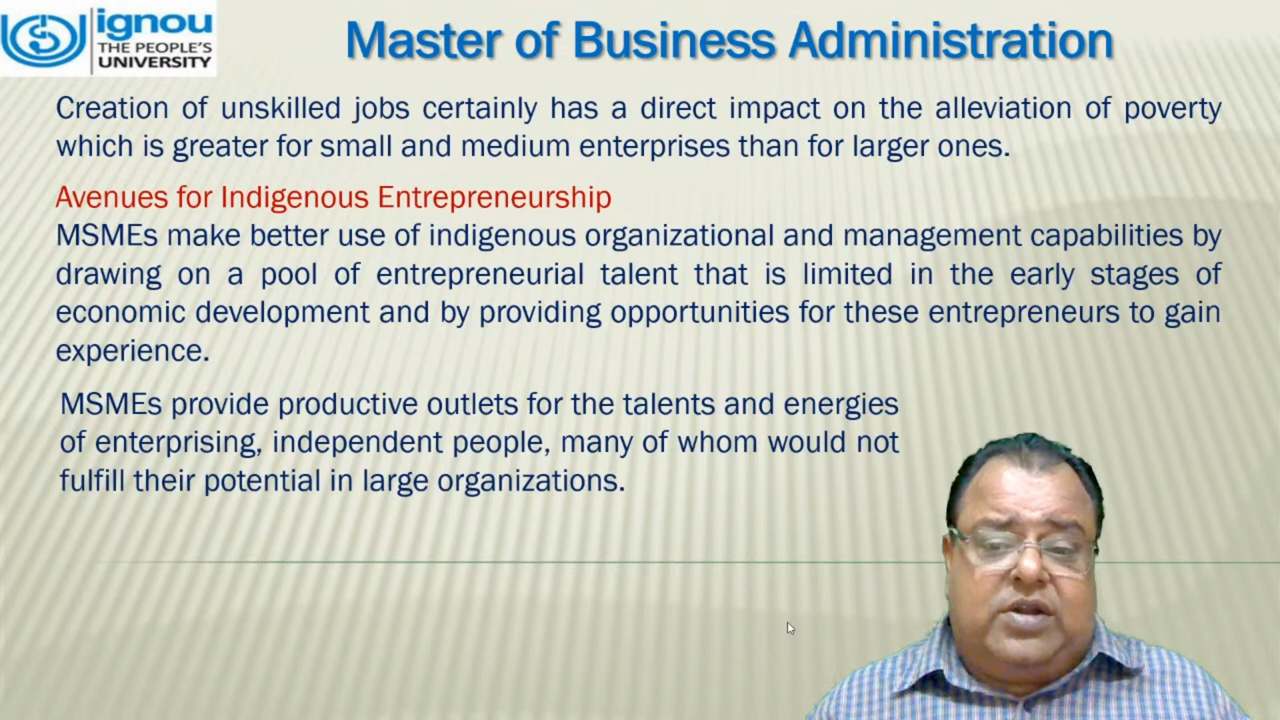 ignou
THE PEOPLE'S
UNIVERSITY
Master of Business Administration
Creation of unskilled jobs certainly has a direct impact on the alleviation of poverty
which is greater for small and medium enterprises than for larger ones.
Avenues for Indigenous Entrepreneurship
MSMEs make better use of indigenous organizational and management capabilities by
drawing on a pool of entrepreneurial talent that is limited in the early stages of
economic development and by providing opportunities for these entrepreneurs to gain
experience.
MSMEs provide productive outlets for the talents and energies
of enterprising, independent people, many of whom would not
fulfill their potential in large organizations.